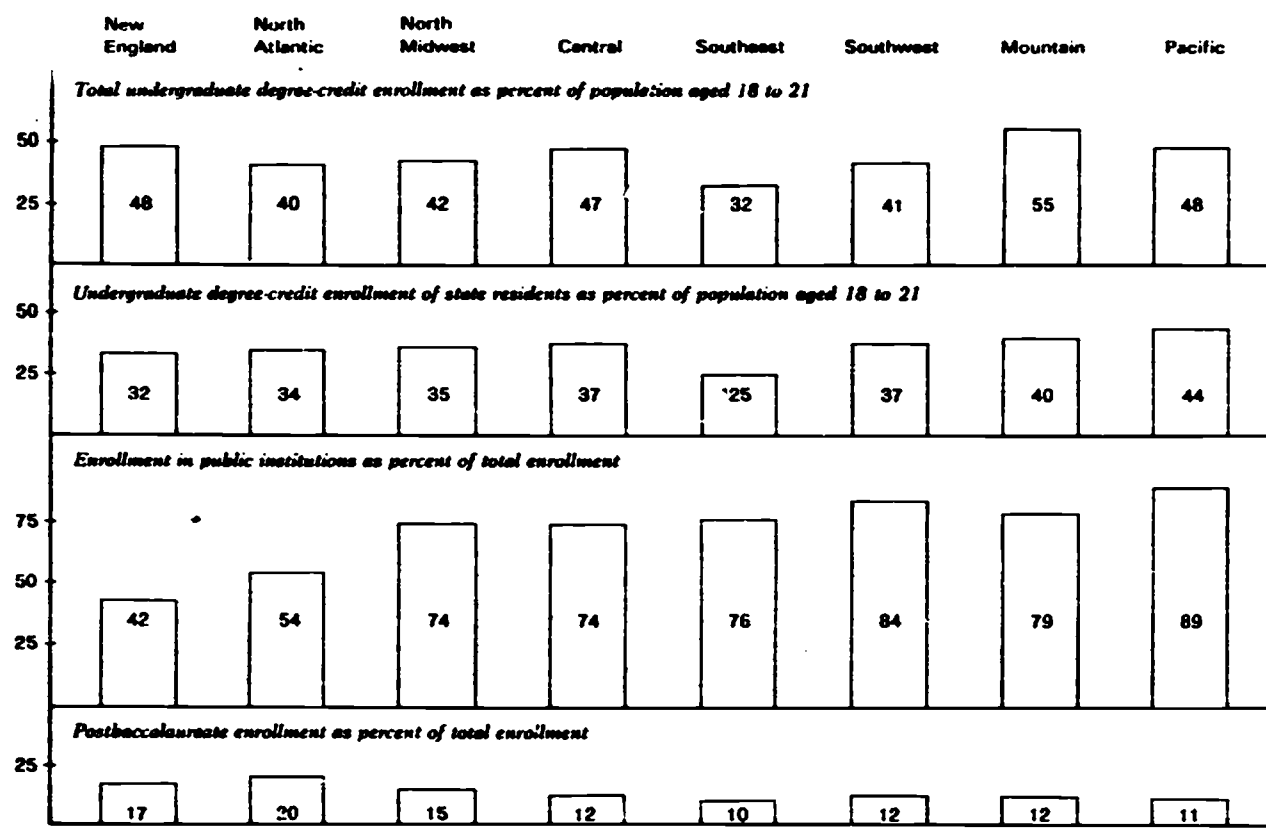 New England North Atlantic North Midwest Central Southeast Southwest Mountain Pacific
Total undergraduate degree-credit enrollment as percent of population aged 18 to 21
50
25
48 40 42 47 32 41 55 48
Undergraduate degree-credit enrollment of state residents as percent of population aged 18 to 21
50
25
32 34 35 37 25 37 40 44
Enrollment in public institutions as percent of total enrollment
75
50
25
42 54 74 74 76 84 79 89
Postbaccalaureate enrollment as percent of total enrollment
25
17 20 15 12 10 12 12 11